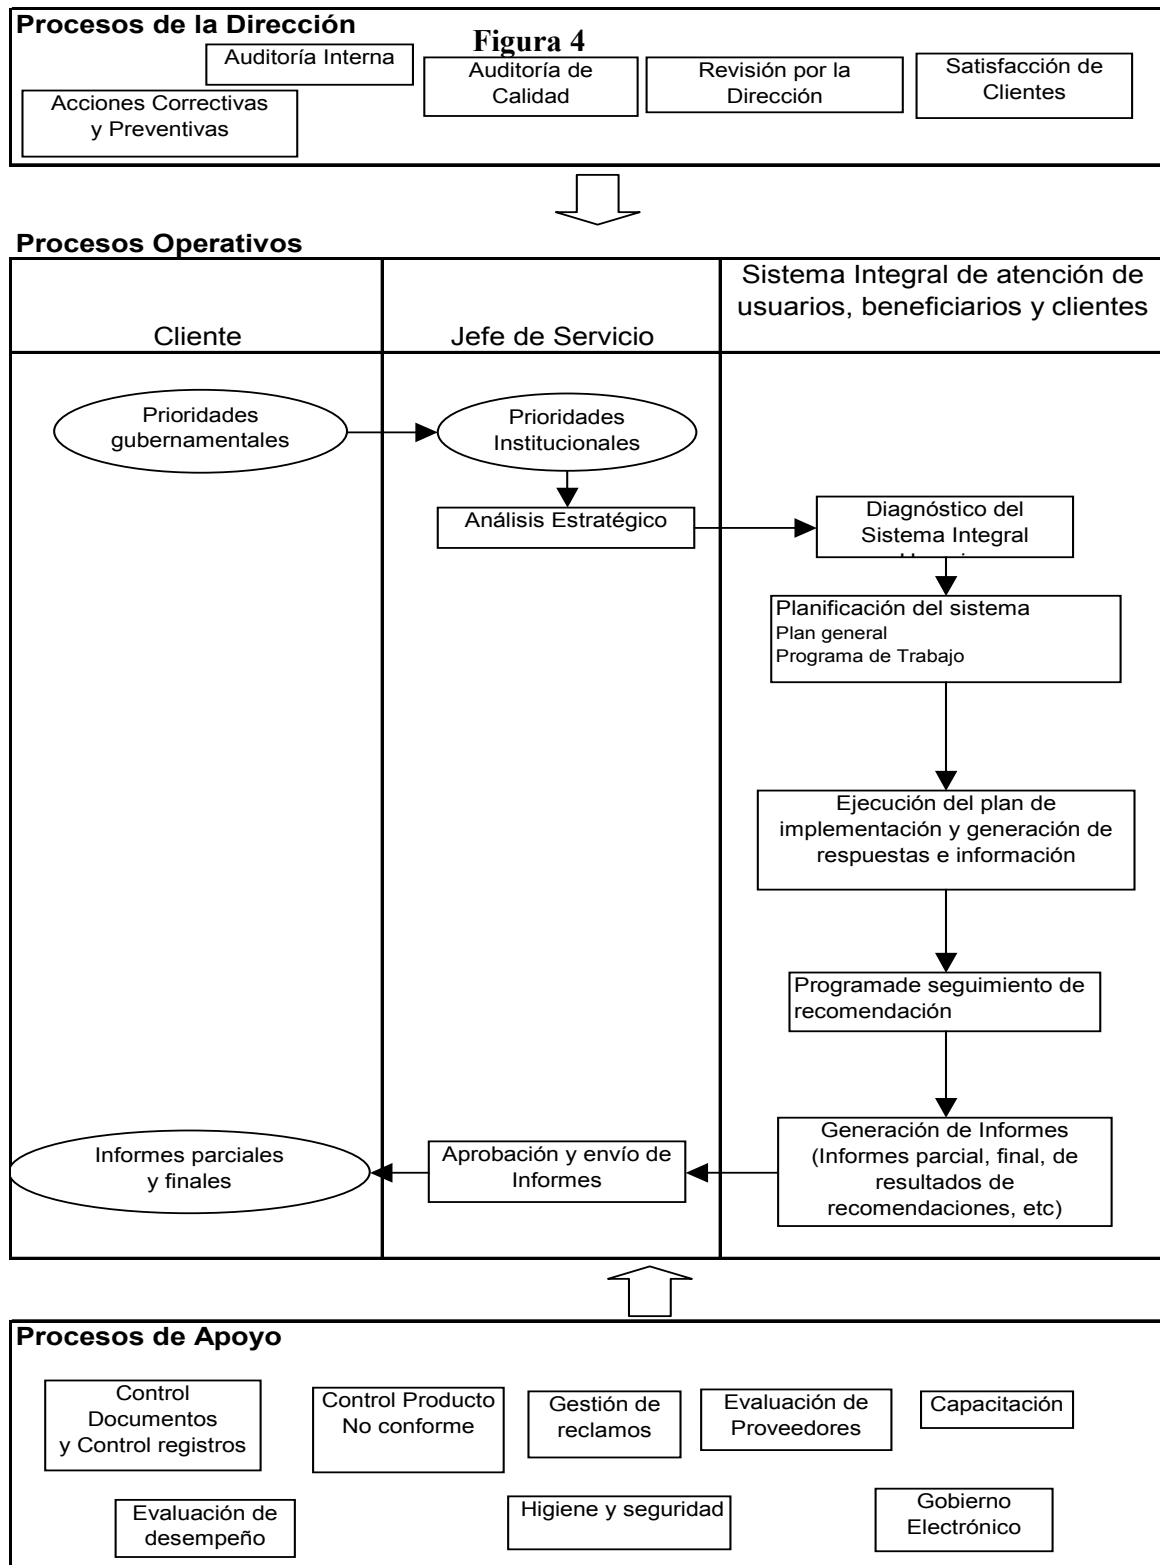 Procesos de la Dirección
Figura 4
Auditoría Interna
Auditoría de
Calidad
Revisión por la
Dirección
Satisfacción de
Clientes
Acciones Correctivas
y Preventivas
Procesos Operativos
Cliente
Jefe de Servicio
Sistema Integral de atención de
usuarios, beneficiarios y clientes
Prioridades
gubernamentales
Prioridades
Institucionales
Análisis Estratégico
Diagnóstico del
Sistema Integral
Planificación del sistema
Plan general
Programa de Trabajo
Ejecución del plan de
implementación y generación de
respuestas e información
Programade seguimiento de
recomendación
Generación de Informes
(Informes parcial, final, de
resultados de
recomendaciones, etc)
Aprobación y envío de
Informes
Informes parciales
y finales
Procesos de Apoyo
Control
Documentos
y Control registros
Control Producto
No conforme
Gestión de
reclamos
Evaluación de
Proveedores
Capacitación
Evaluación de
desempeño
Higiene y seguridad
Gobierno
Electrónico